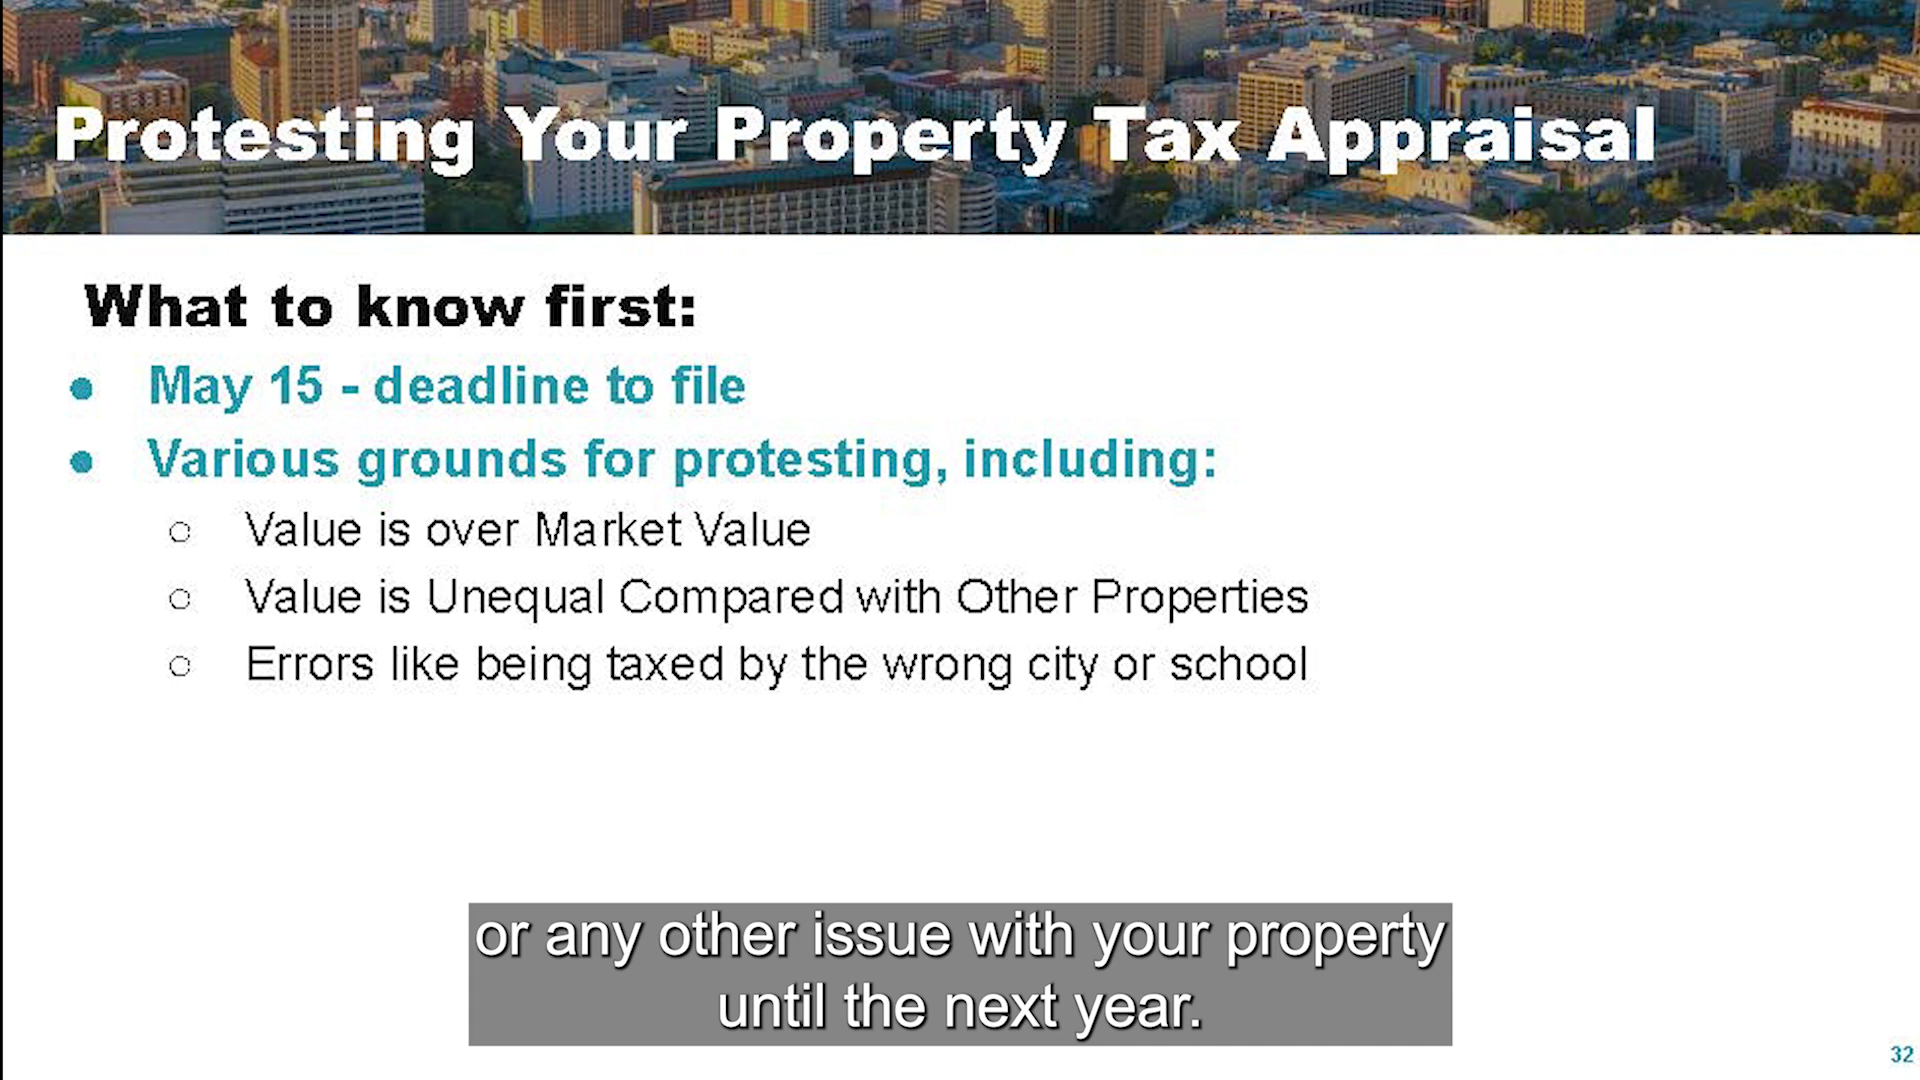 Protesting Your Property Tax Appraisal
What to know first:
● May 15 - deadline to file
● Various grounds for protesting, including:
○ Value is over Market Value
○ Value is Unequal Compared with Other Properties
○ Errors like being taxed by the wrong city or school
or any other issue with your property
until the next year.
32